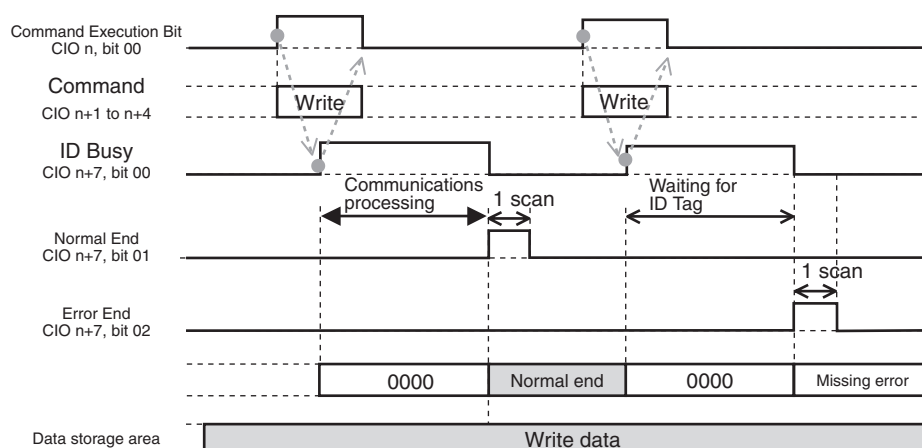 Command Execution Bit
CIO n, bit 00
Command
CIO n+1 to n+4
Write
Write
ID Busy
CIO n+7, bit 00
Communications
processing
1 scan
Waiting for
ID Tag
Normal End
CIO n+7, bit 01
1 scan
Error End
CIO n+7, bit 02
0000
Normal end
0000
Missing error
Data storage area
Write data